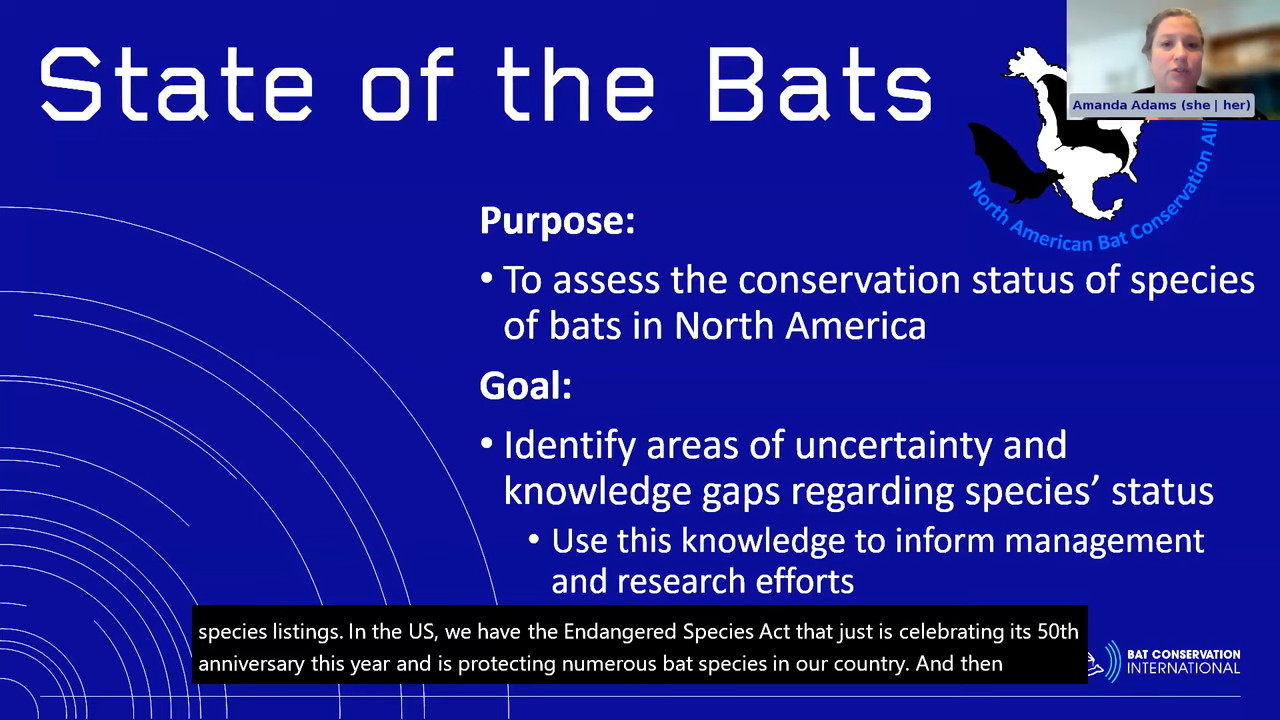 State of the Bats
Amanda Adams (she | her)
North American Bat Conservation
Purpose:
• To assess the conservation status of species
of bats in North America
Goal:
• Identify areas of uncertainty and
knowledge gaps regarding species’ status
• Use this knowledge to inform management
and research efforts
species listings. In the US, we have the Endangered Species Act that just is celebrating its 50th
anniversary this year and is protecting numerous bat species in our country. And then
BAT CONSERVATION
INTERNATIONAL